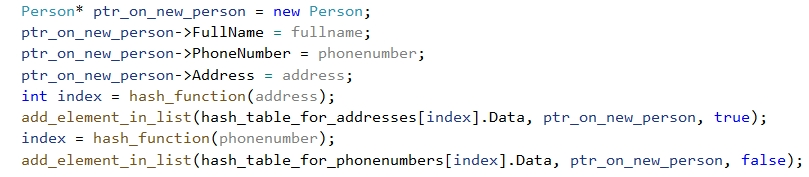 Person* ptr_on_new_person = new Person;
ptr_on_new_person->FullName = fullname;
ptr_on_new_person->PhoneNumber = phonenumber;
ptr_on_new_person->Address = address;
int index = hash_function(address);
add_element_in_list(hash_table_for_addresses[index].Data, ptr_on_new_person, true);
index = hash_function(phonenumber);
add_element_in_list(hash_table_for_phonenumbers[index].Data, ptr_on_new_person, false);